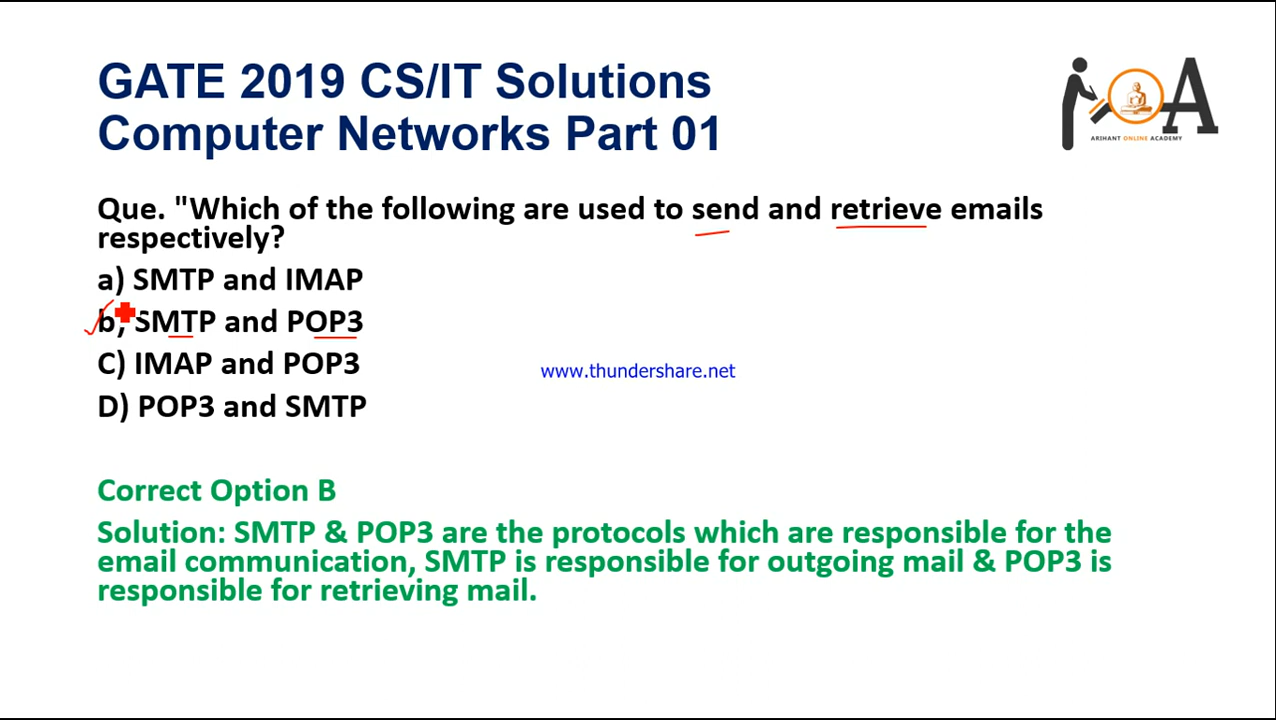 GATE 2019 CS/IT Solutions
Computer Networks Part 01
A
ARIHANT ONLINE ACADEMY
Que. "Which of the following are used to send and retrieve emails
respectively?
a) SMTP and IMAP
b) SMTP and POP3
C) IMAP and POP3
www.thundershare.net
D) POP3 and SMTP
Correct Option B
Solution: SMTP & POP3 are the protocols which are responsible for the
email communication, SMTP is responsible for outgoing mail & POP3 is
responsible for retrieving mail.